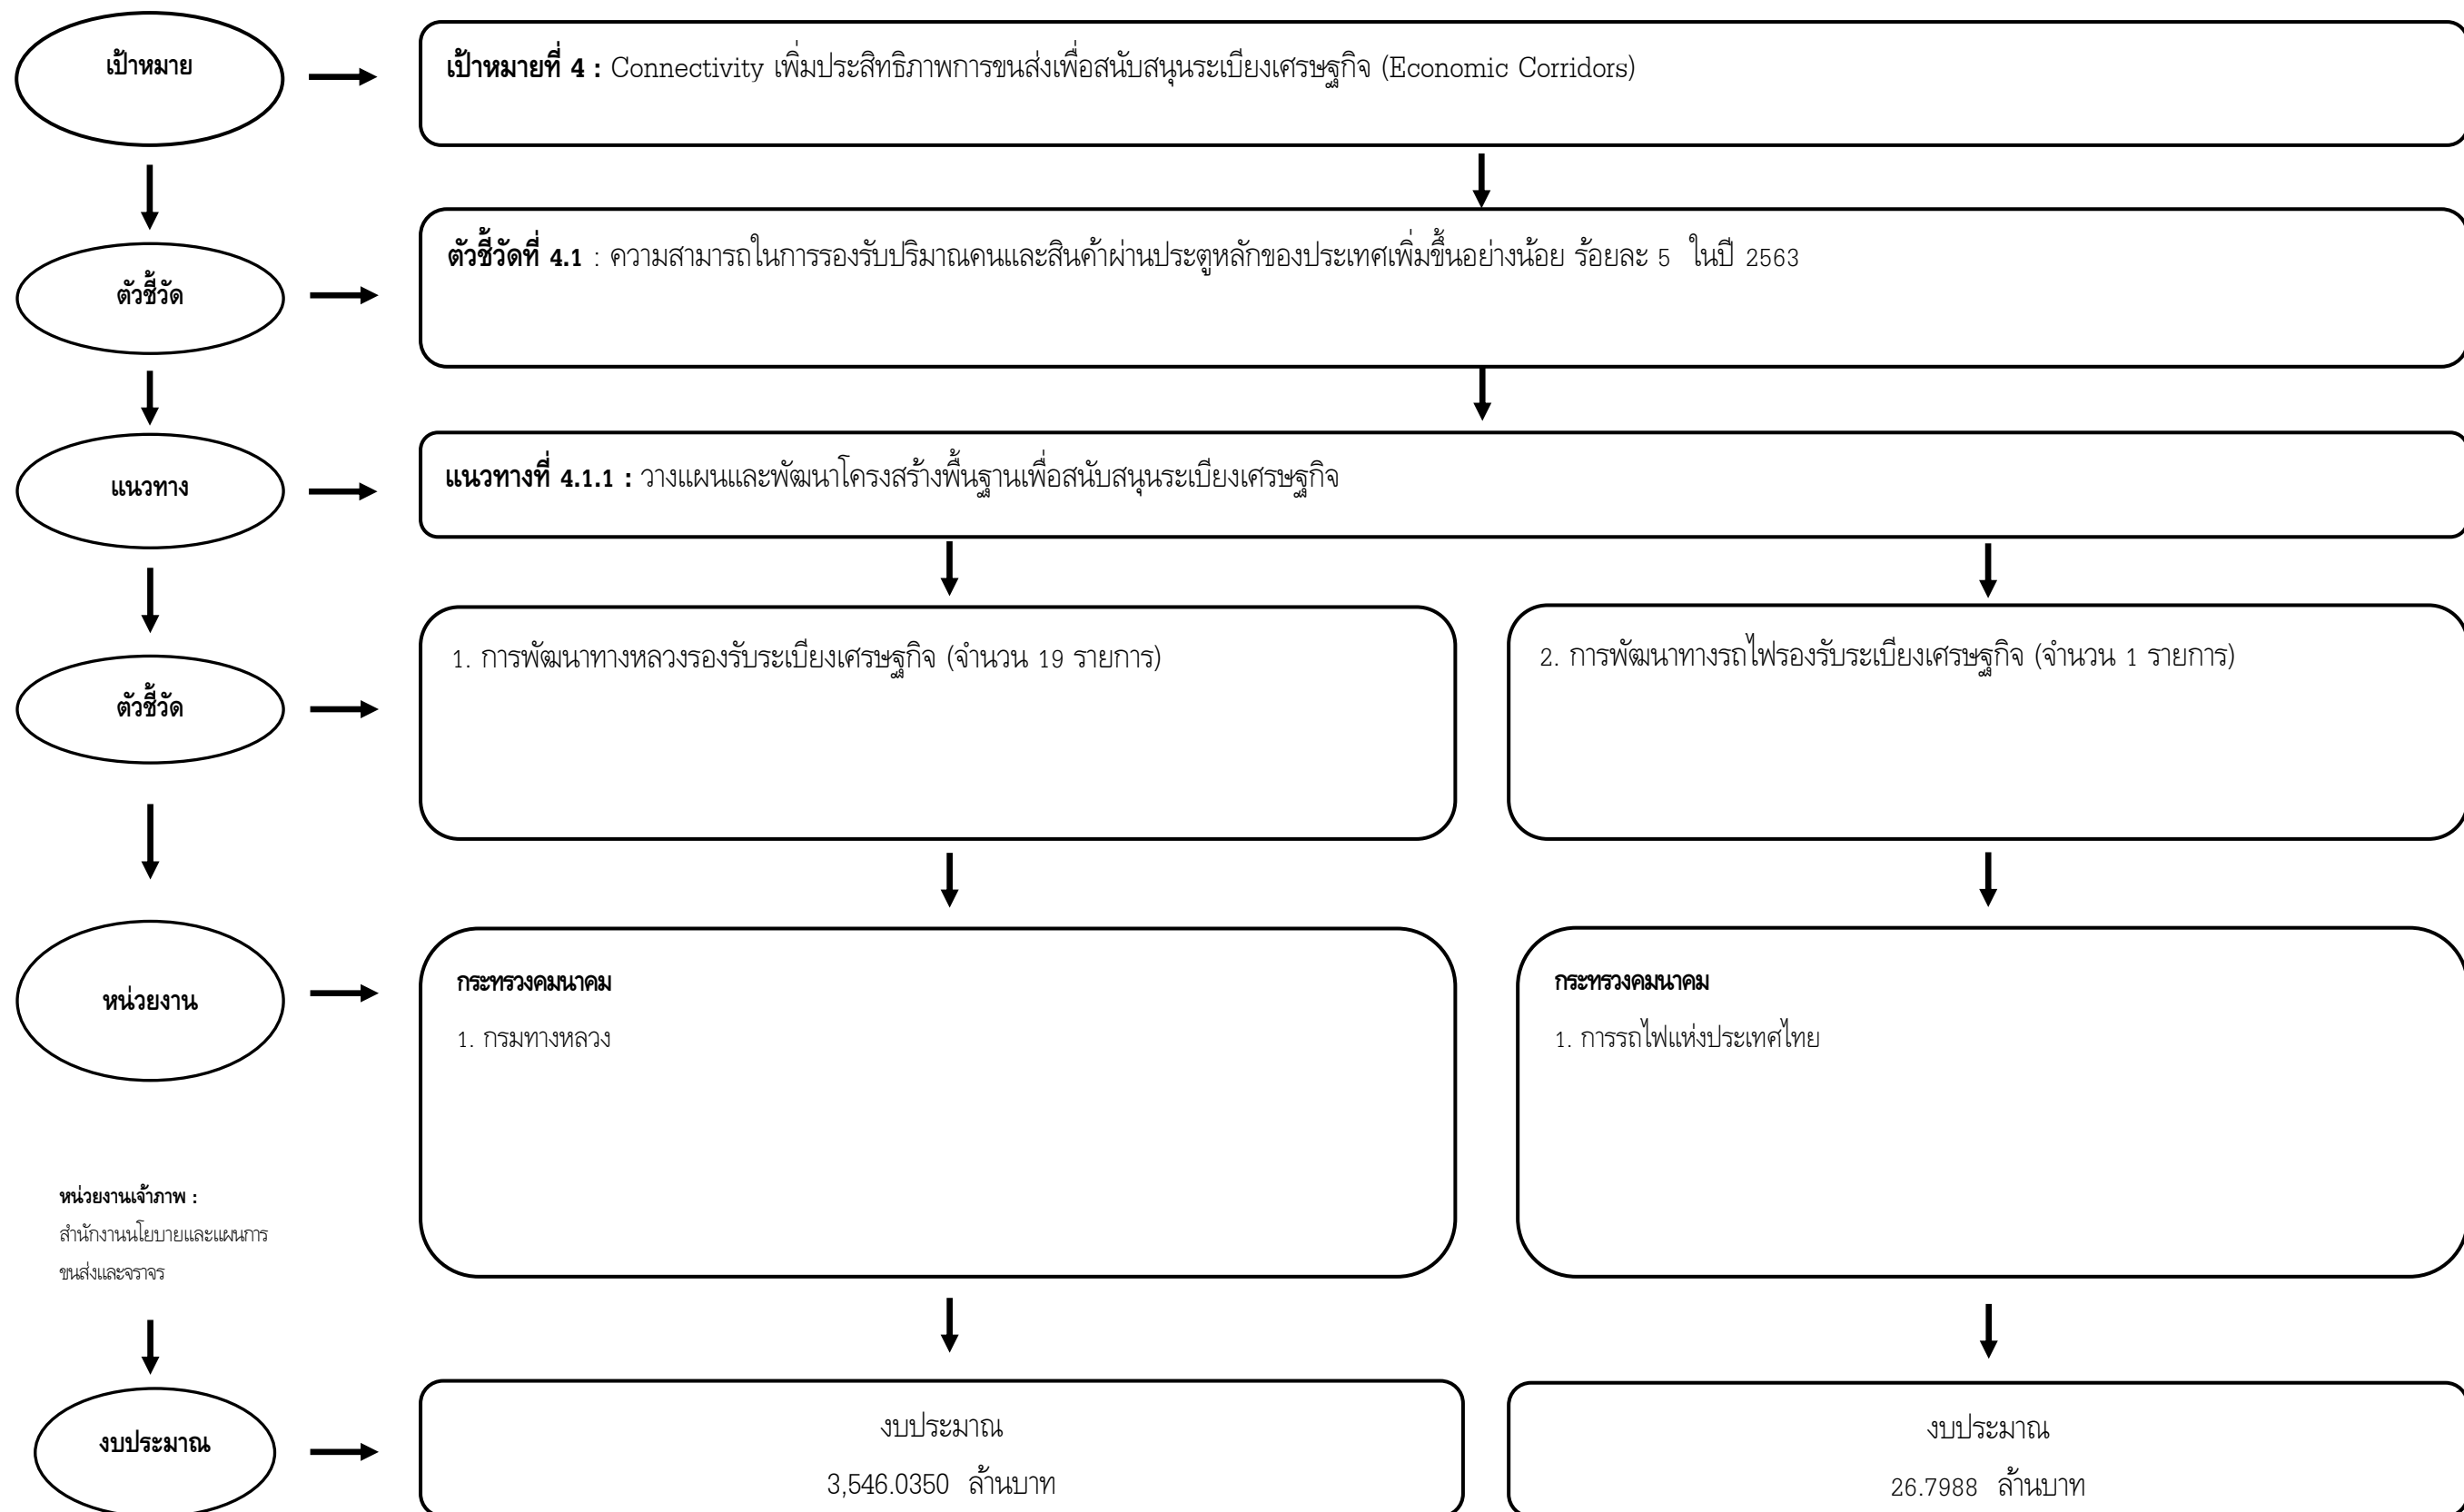 เป้าหมาย
เป้าหมายที่ 4 : Connectivity เพิ่มประสิทธิภาพการขนส่งเพื่อสนับสนุนระเบียงเศรษฐกิจ (Economic Corridors)
ตัวชี้วัด
ตัวชี้วัดที่ 4.1 : ความสามารถในการรองรับปริมาณคนและสินค้าผ่านประตูหลักของประเทศเพิ่มขึ้นอย่างน้อย ร้อยละ 5 ในปี 2563
แนวทาง
แนวทางที่ 4.1.1 : วางแผนและพัฒนาโครงสร้างพื้นฐานเพื่อสนับสนุนระเบียงเศรษฐกิจ
ตัวชี้วัด
1. การพัฒนาทางหลวงรองรับระเบียงเศรษฐกิจ (จำนวน 19 รายการ)
2. การพัฒนาทางรถไฟรองรับระเบียงเศรษฐกิจ (จำนวน 1 รายการ)
หน่วยงาน
กระทรวงคมนาคม
1. กรมทางหลวง
กระทรวงคมนาคม
1. การรถไฟแห่งประเทศไทย
หน่วยงานเจ้าภาพ :
สำนักงานนโยบายและแผนการ
ขนส่งและจราจร
งบประมาณ
งบประมาณ
3,546.0350 ล้านบาท
งบประมาณ
26.7988 ล้านบาท